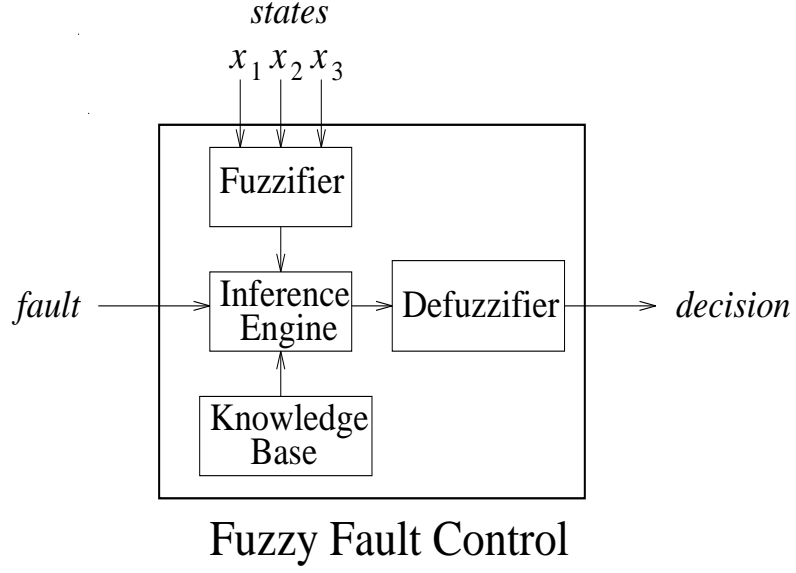 states
x1 x2 x3
Fuzzifier
fault
Inference
Engine
Defuzzifier
decision
Knowledge
Base
Fuzzy Fault Control